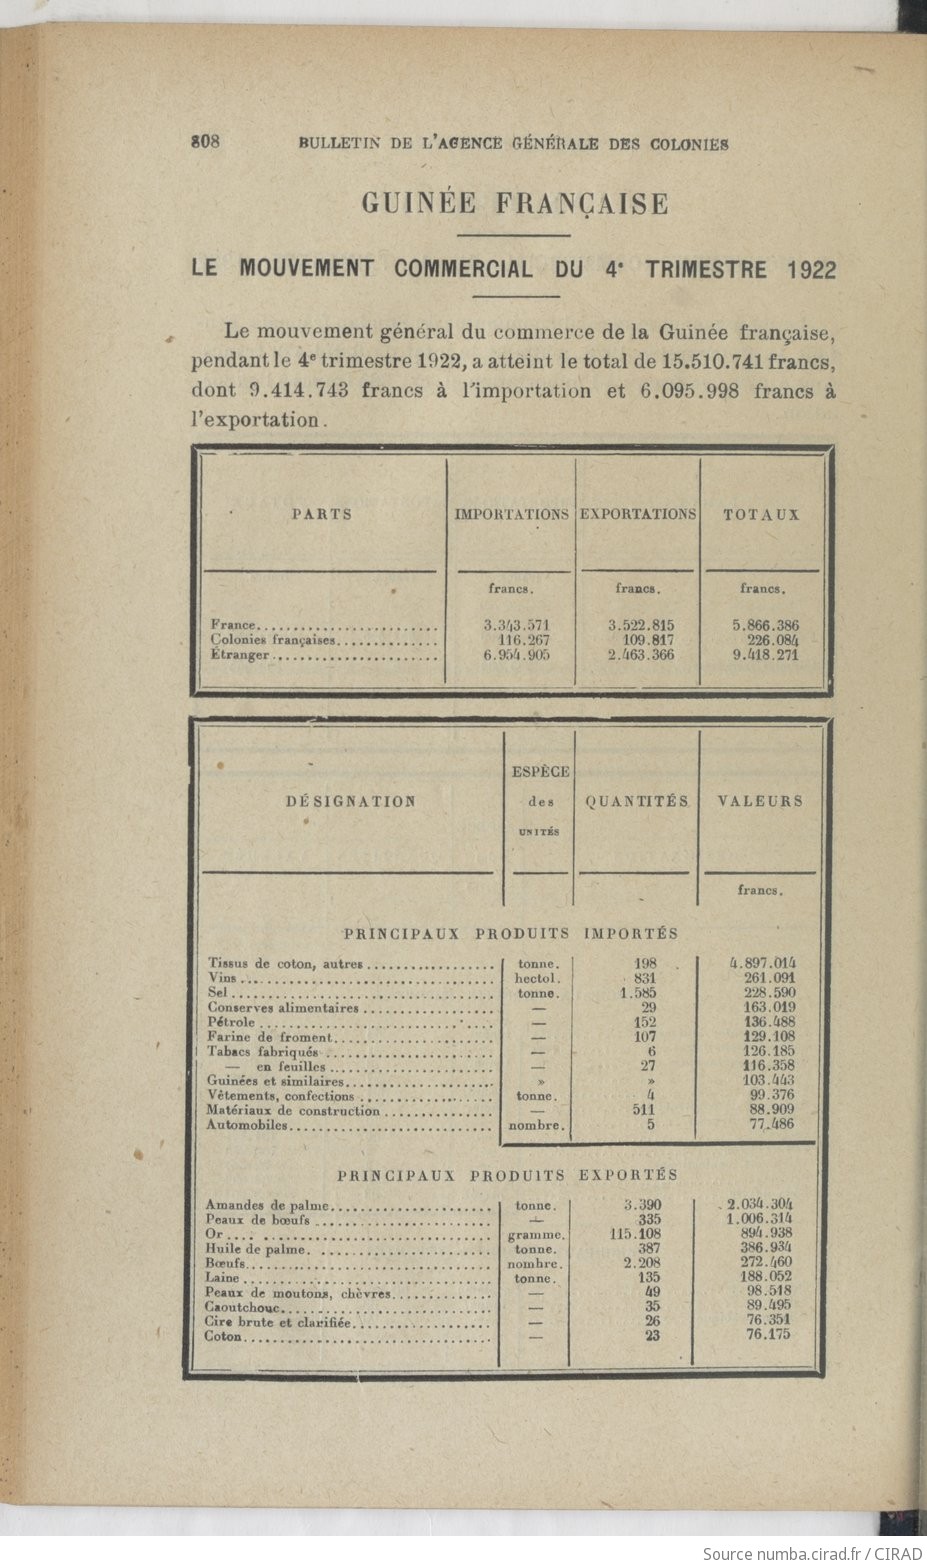 808 BULLETIN DE L'AGENCE GÉNÉRALE DES COLONIES
GUINÉE FRANÇAISE
LE MOUVEMENT COMMERCIAL DU 4e TRIMESTRE 1922
Le mouvement général du commerce de la Guinée française,
pendant le 4e trimestre 1922, a atteint le total de 15.510.741 francs,
dont 9.414.743 francs à l'importation et 6.095.998 francs à
l'exportation.
PARTS IMPORTATIONS EXPORTATIONS TOTAUX
francs. francs. francs.
France......................... 3.343.571 3.522.815 5.866.386
Colonies françaises.............. 116.267 109.817 226.084
Étranger....................... 6.954.905 2.463.366 9.418.271
DÉSIGNATION ESPÈCE des UNITÉS QUANTITÉS VALEURS
francs.
PRINCIPAUX PRODUITS IMPORTÉS
Tissus de coton, autres.................. tonne. 198 4.897.014
Vins................................... hectol. 831 261.091
Sel.................................... tonne. 1.585 228.590
Conserves alimentaires.................. — 29 163.019
Pétrole................................ — 152 136.488
Farine de froment...................... — 107 129.108
Tabacs fabriqués....................... — 6 126.185
— en feuilles....................... — 27 116.358
Guinées et similaires.................... » » 103.443
Vêtements, confections.................. tonne. 4 99.376
Matériaux de construction............... — 511 88.909
Automobiles............................ nombre. 5 77.486
PRINCIPAUX PRODUITS EXPORTÉS
Amandes de palme...................... tonne. 3.390 2.034.304
Peaux de bœufs........................ — 335 1.006.314
Or.................................... gramme. 115.108 894.938
Huile de palme......................... tonne. 387 386.934
Bœufs.................................. nombre. 2.208 272.460
Laine.................................. tonne. 135 188.052
Peaux de moutons, chèvres.............. — 49 98.518
Caoutchouc............................. — 35 89.495
Cire brute et clarifiée................... — 26 76.351
Coton.................................. — 23 76.175
Source numba.cirad.fr / CIRAD